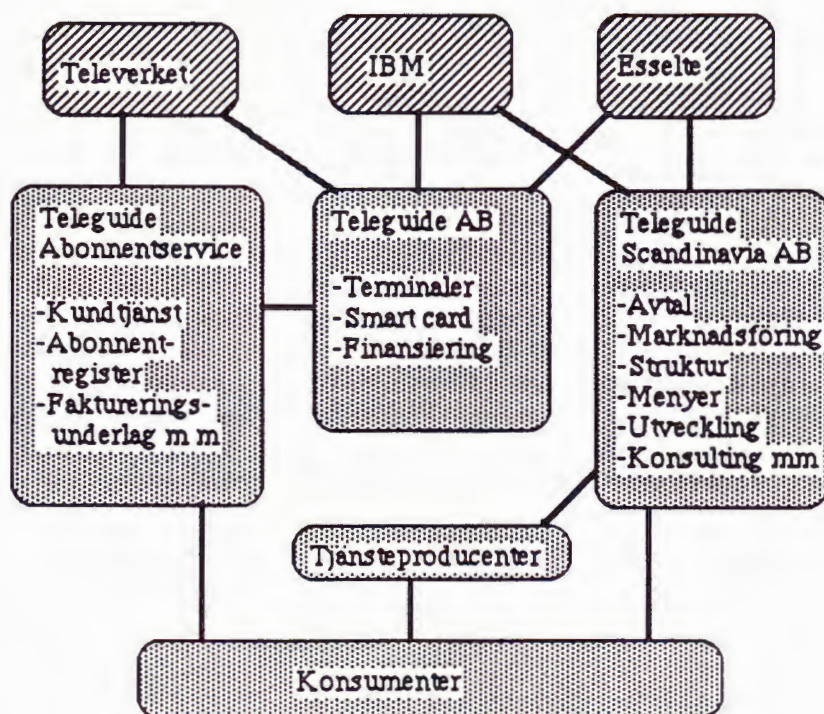 Televerket
IBM
Esselte
Teleguide
Abonnentservice
-Kundtjänst
-Abonnent-
register
-Fakturerings-
underlag m m
Teleguide AB
-Terminaler
-Smart card
-Finansiering
Teleguide
Scandinavia AB
-Avtal
-Marknadsföring
-Struktur
-Menyer
-Utveckling
-Konsulting mm
Tjänsteproducenter
Konsumenter